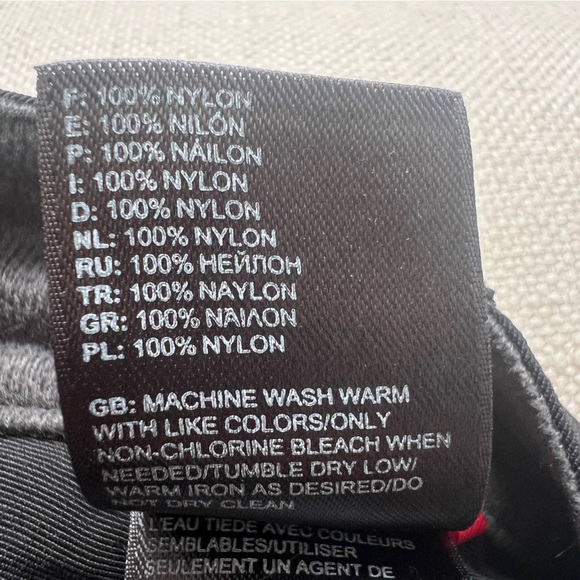 F: 100% NYLON
E: 100% NILÓN
P: 100% NÁILON
I: 100% NYLON
D: 100% NYLON
NL: 100% NYLON
RU: 100% НЕЙЛОН
TR: 100% NAYLON
GR: 100% ΝΑΙΛΟΝ
PL: 100% NYLON
GB: MACHINE WASH WARM
WITH LIKE COLORS/ONLY
NON-CHLORINE BLEACH WHEN
NEEDED/TUMBLE DRY LOW/
WARM IRON AS DESIRED/DO
NOT DRY CLEAN
L'EAU TIEDE AVEC COULEURS
SEMBLABLES/UTILISER
SEULEMENT UN AGENT DE